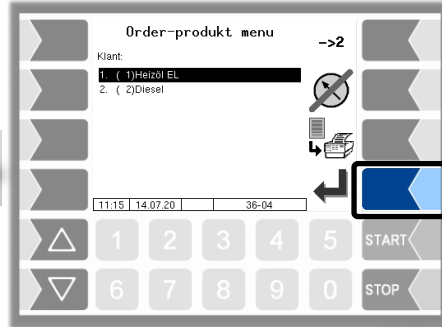 Order-produkt menu
->2
Klant:
1. ( 1)Heizöl EL
2. ( 2)Diesel
11:15 14.07.20 36-04
1 2 3 4 5 START
6 7 8 9 0 STOP